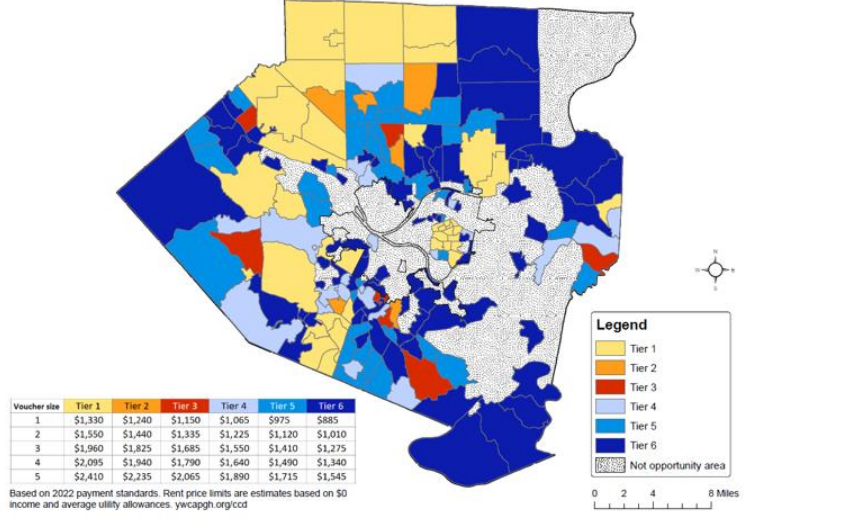 Legend
Tier 1
Tier 2
Tier 3
Tier 4
Tier 5
Tier 6
Not opportunity area
0 2 4 8 Miles
Voucher size Tier 1 Tier 2 Tier 3 Tier 4 Tier 5 Tier 6
1 $1,330 $1,240 $1,150 $1,065 $975 $885
2 $1,550 $1,440 $1,335 $1,225 $1,120 $1,010
3 $1,960 $1,825 $1,685 $1,550 $1,410 $1,275
4 $2,095 $1,940 $1,790 $1,640 $1,490 $1,340
5 $2,410 $2,235 $2,065 $1,890 $1,715 $1,545
Based on 2022 payment standards. Rent price limits are estimates based on $0
income and average utility allowances. ywcapgh.org/ccd